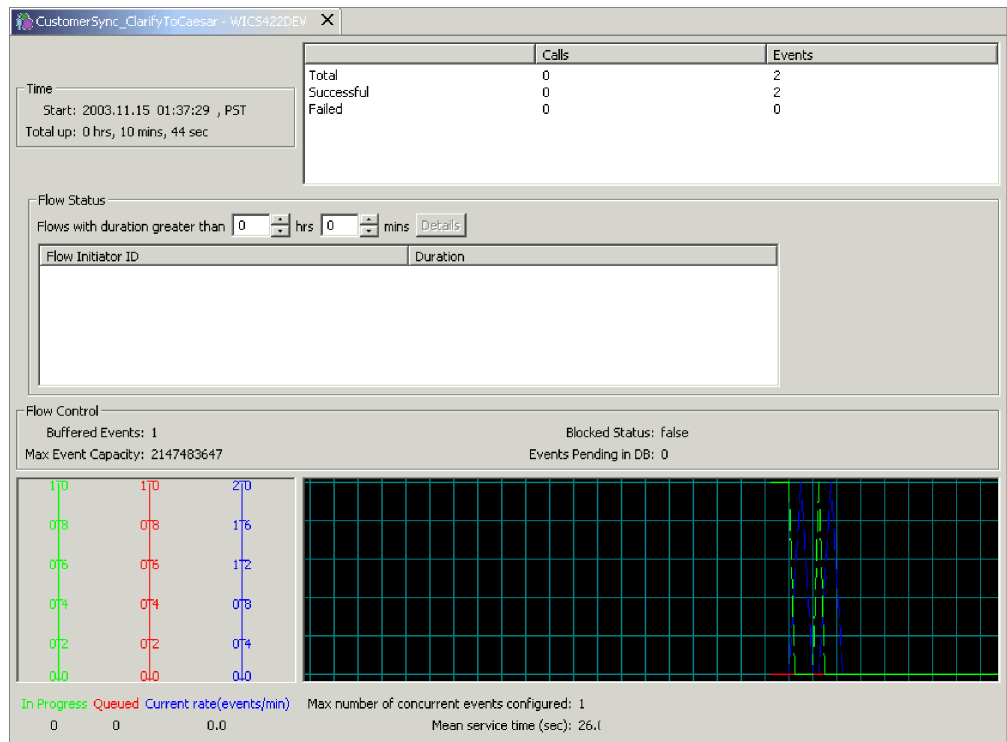 CustomerSync_ClarifyToCaesar - WICS422DEV X
Calls Events
Total 0 2
Successful 0 2
Failed 0 0
Time
Start: 2003.11.15 01:37:29 , PST
Total up: 0 hrs, 10 mins, 44 sec
Flow Status
Flows with duration greater than 0 hrs 0 mins Details
Flow Initiator ID Duration
Flow Control
Buffered Events: 1 Blocked Status: false
Max Event Capacity: 2147483647 Events Pending in DB: 0
1.0 1.0 2.0
0.8 0.8 1.6
0.6 0.6 1.2
0.4 0.4 0.8
0.2 0.2 0.4
0.0 0.0 0.0
In Progress Queued Current rate(events/min) Max number of concurrent events configured: 1
0 0 0.0 Mean service time (sec): 26.(